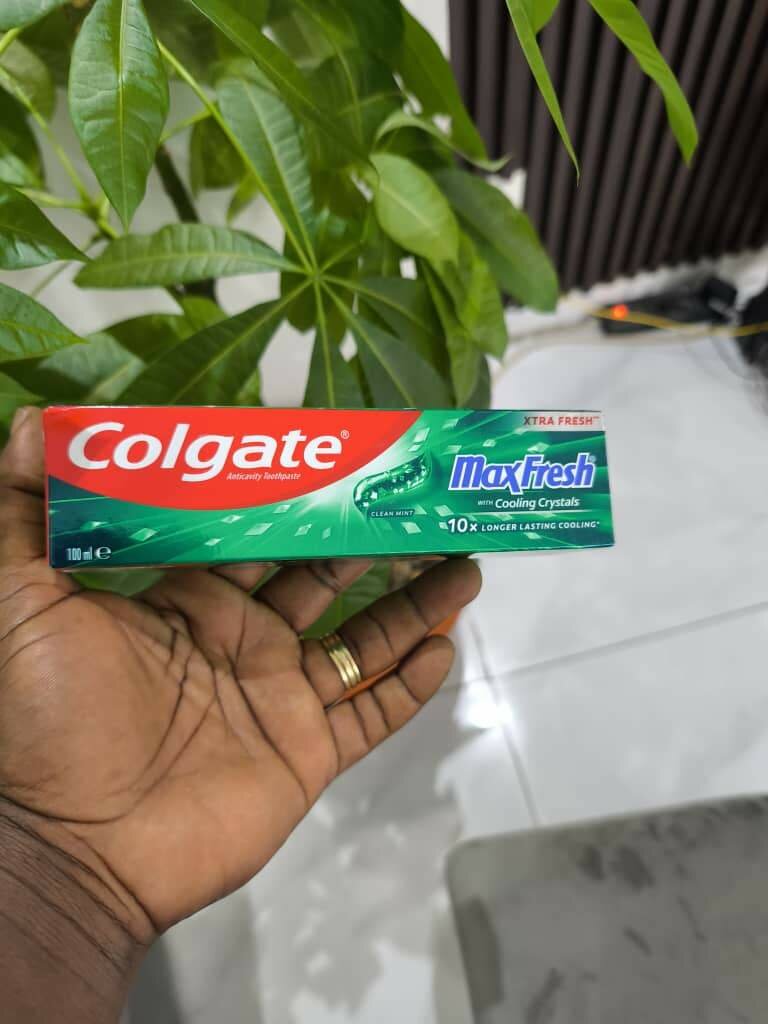 Colgate®
Anticavity Toothpaste
XTRA FRESH™
MaxFresh®
WITH Cooling Crystals
CLEAN MINT
10x LONGER LASTING COOLING*
100 ml ℮